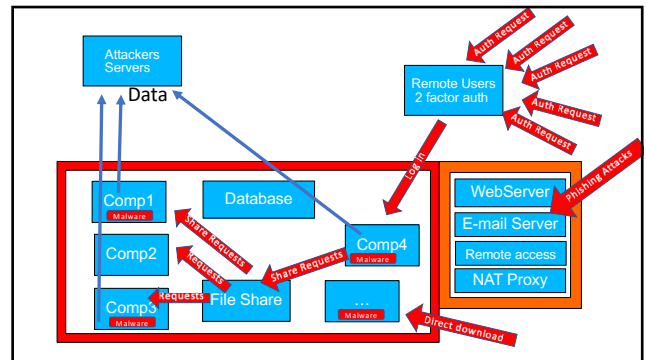 Attackers
Servers
Data
Remote Users
2 factor auth
Auth Request
Auth Request
Auth Request
Auth Request
Auth Request
Log in
Phishing Attacks
Comp1
Malware
Database
Share Requests
Comp2
Requests
Comp3
Malware
Requests
File Share
Share Requests
Comp4
Malware
...
Malware
Direct download
WebServer
E-mail Server
Remote access
NAT Proxy